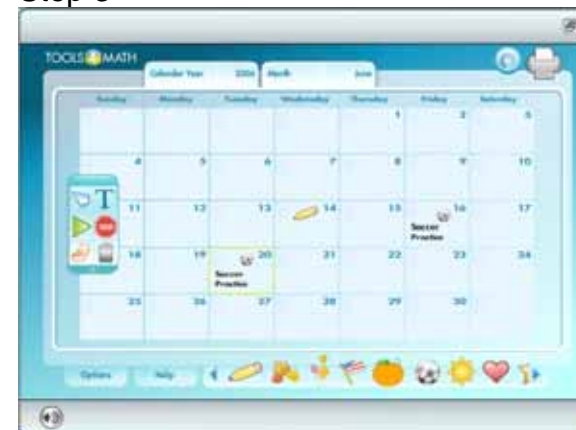 Step 3
TOOLS 4 MATH
Calendar Year 2006 Month June
Sunday Monday Tuesday Wednesday Thursday Friday Saturday
1 2 3
4 5 6 7 8 9 10
11 12 13 14 15 16 17
Soccer
Practice
18 19 20 21 22 23 24
Soccer
Practice
25 26 27 28 29 30
T
Options Help